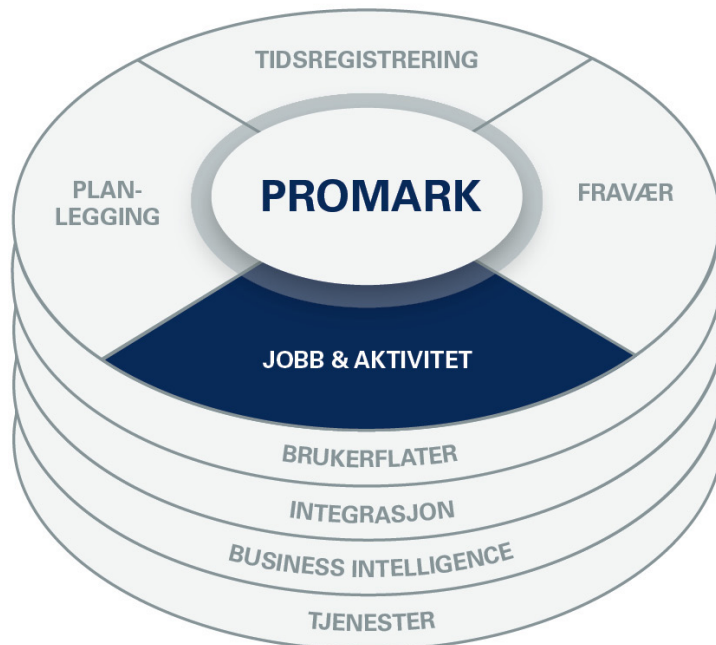 TIDSREGISTRERING
PLAN-
LEGGING
PROMARK
FRAVÆR
JOBB & AKTIVITET
BRUKERFLATER
INTEGRASJON
BUSINESS INTELLIGENCE
TJENESTER